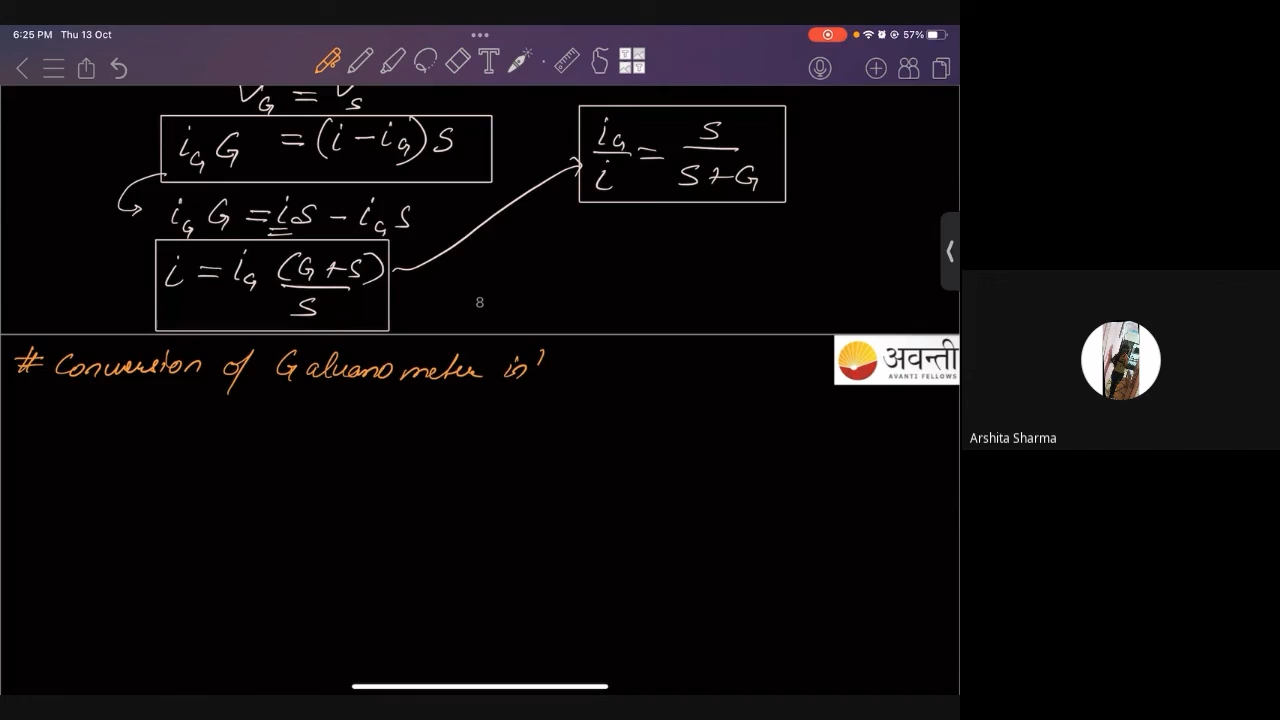 6:25 PM Thu 13 Oct
57%
V_G = V_S
i_G G = (i - i_G) S
i_G G = iS - i_G S
i = i_G (G + S) / S
i_G / i = S / (S + G)
8
# Conversion of Galvanometer in
अवन्ती
AVANTI FELLOWS
Arshita Sharma